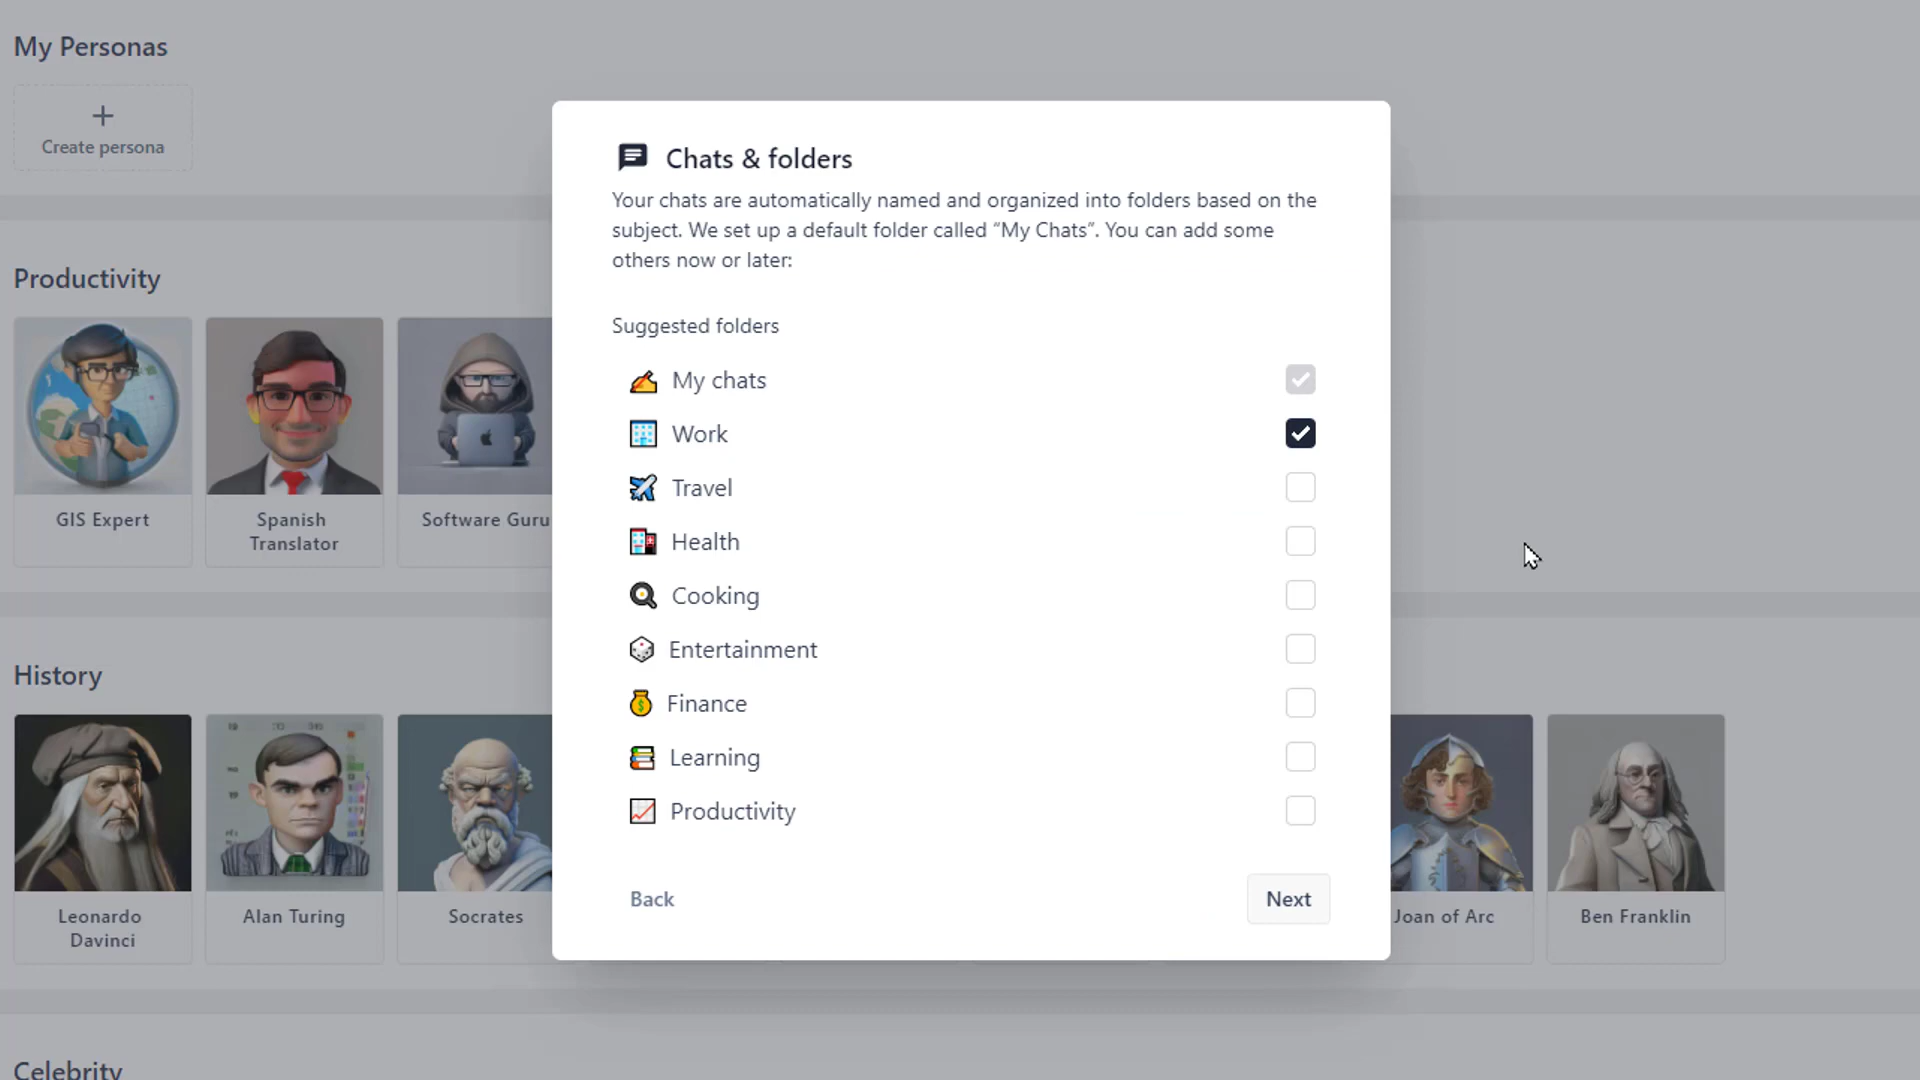 My Personas
Create persona
Productivity
GIS Expert
Spanish
Translator
Software Guru
History
Leonardo
Davinci
Alan Turing
Socrates
Joan of Arc
Ben Franklin
Celebrity
Chats & folders
Your chats are automatically named and organized into folders based on the
subject. We set up a default folder called “My Chats”. You can add some
others now or later:
Suggested folders
My chats
Work
Travel
Health
Cooking
Entertainment
Finance
Learning
Productivity
Back
Next